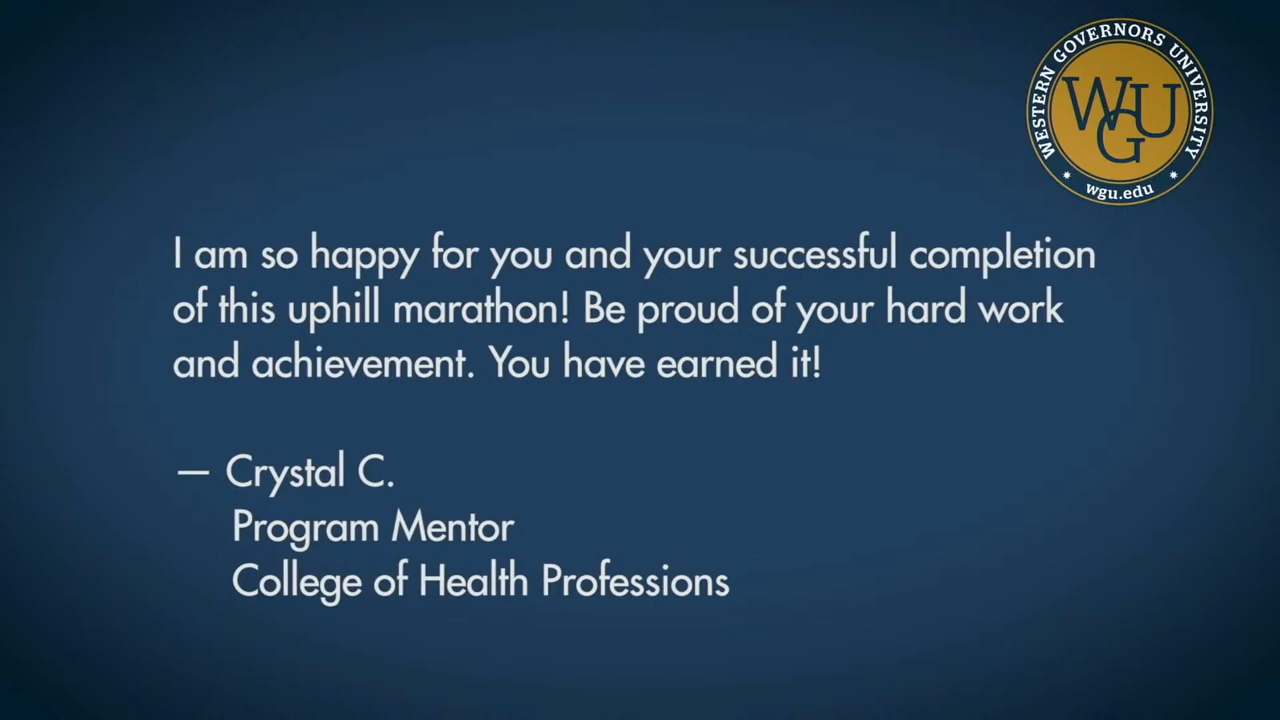 WESTERN GOVERNORS UNIVERSITY
WGU
wgu.edu
I am so happy for you and your successful completion
of this uphill marathon! Be proud of your hard work
and achievement. You have earned it!
— Crystal C.
Program Mentor
College of Health Professions